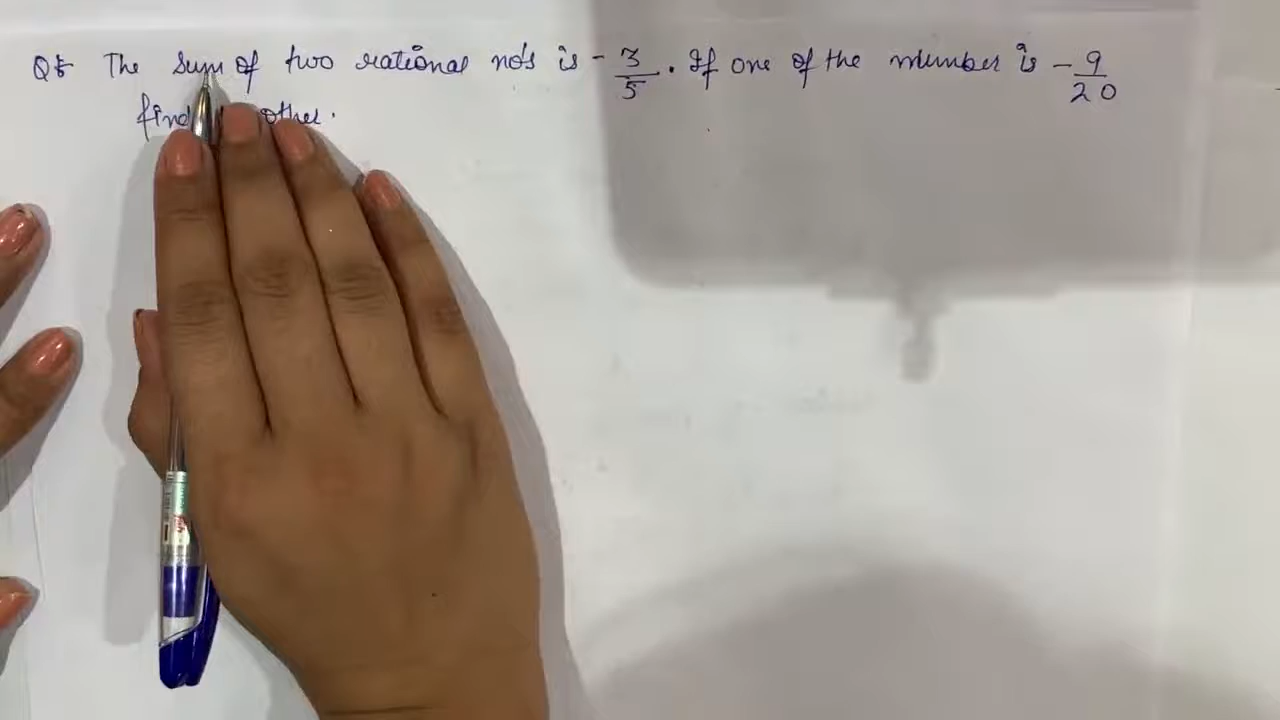 Q⁵ The sum of two rational no's is - 3/5 . If one of the number is - 9/20
find other.